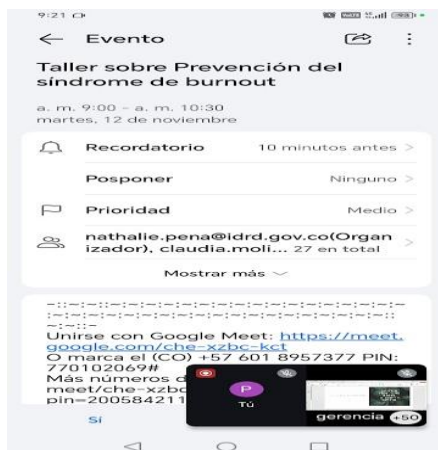 9:21
Evento
Taller sobre Prevención del
síndrome de burnout
a. m. 9:00 – a. m. 10:30
martes, 12 de noviembre
Recordatorio 10 minutos antes >
Posponer Ninguno >
Prioridad Medio >
nathalie.pena@idrd.gov.co(Organ
izador), claudia.moli... 27 en total >
Mostrar más
-::~:~::~:~:~:~:~:~:~:~:~:~:~:~:~:~:~
:~:~:~:~:~:~:~:~:~:~:~:~:~:~:~:~:~::
~:~::-
Unirse con Google Meet: https://meet.
google.com/che-xzbc-kct
O marca el (CO) +57 601 8957377 PIN:
770102069#
Más números d
meet/che-xzbc
pin=200584211
P
Tú
gerencia +50
Sí